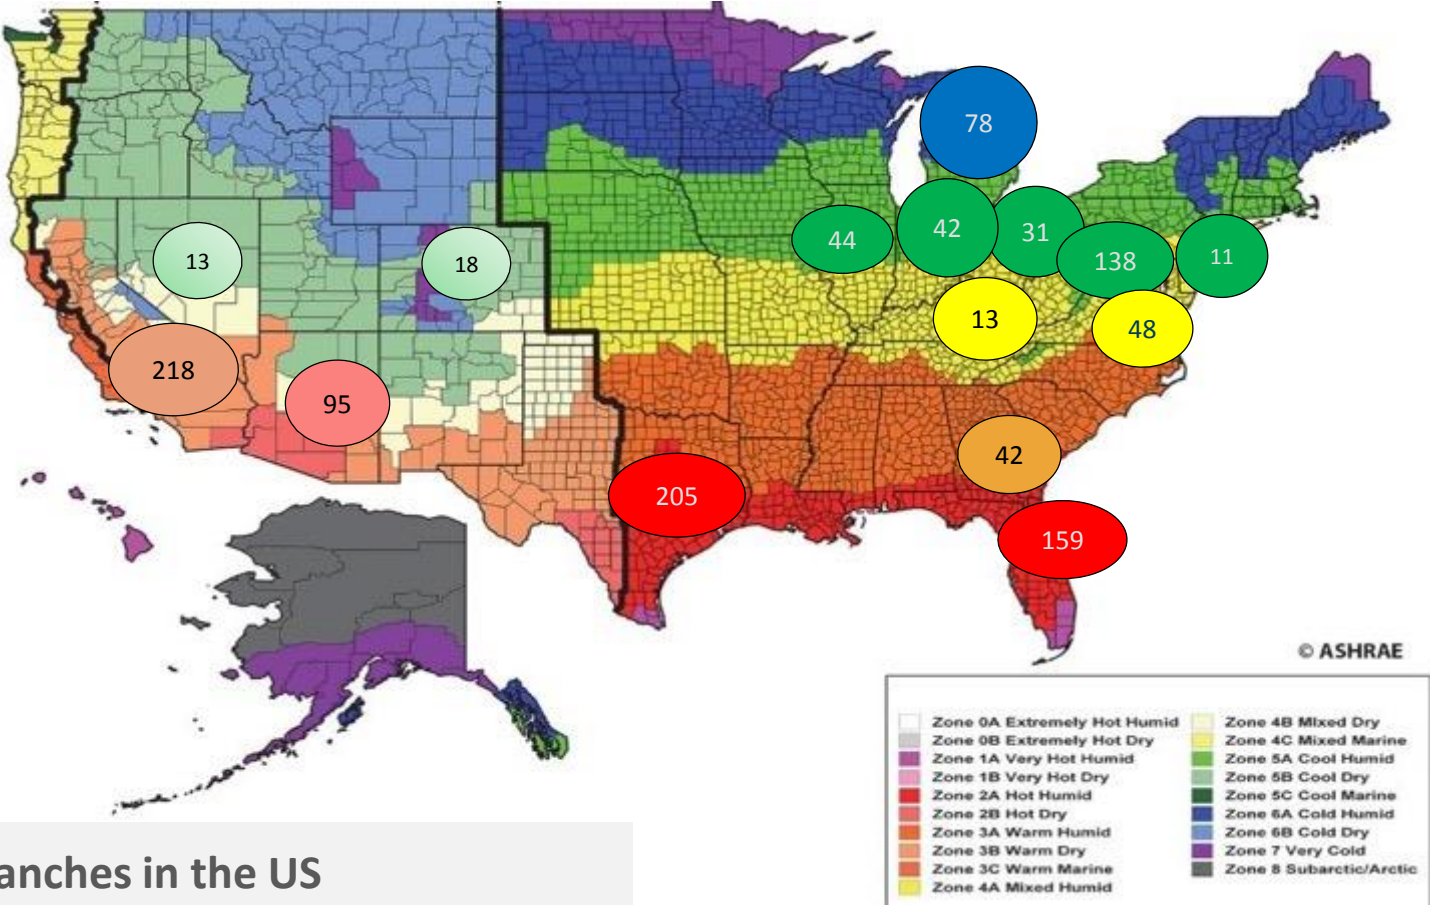 78
44
42
31
138
11
13
18
13
48
218
95
42
205
159
© ASHRAE
Zone 0A Extremely Hot Humid
Zone 0B Extremely Hot Dry
Zone 1A Very Hot Humid
Zone 1B Very Hot Dry
Zone 2A Hot Humid
Zone 2B Hot Dry
Zone 3A Warm Humid
Zone 3B Warm Dry
Zone 3C Warm Marine
Zone 4A Mixed Humid
Zone 4B MIxed Dry
Zone 4C Mixed Marine
Zone 5A Cool Humid
Zone 5B Cool Dry
Zone 5C Cool Marine
Zone 6A Cold Humid
Zone 6B Cold Dry
Zone 7 Very Cold
Zone 8 Subarctic/Arctic
anches in the US